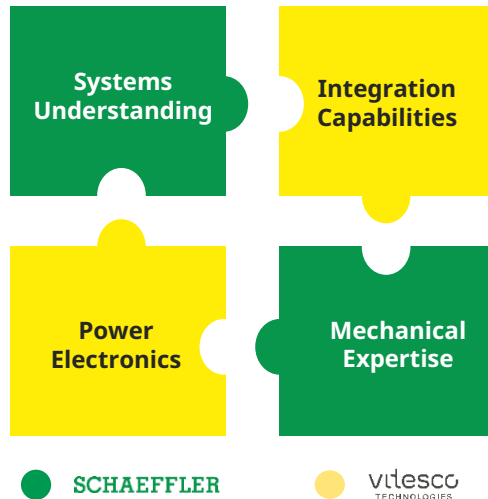 Systems
Understanding
Integration
Capabilities
Power
Electronics
Mechanical
Expertise
SCHAEFFLER
vitesco
TECHNOLOGIES